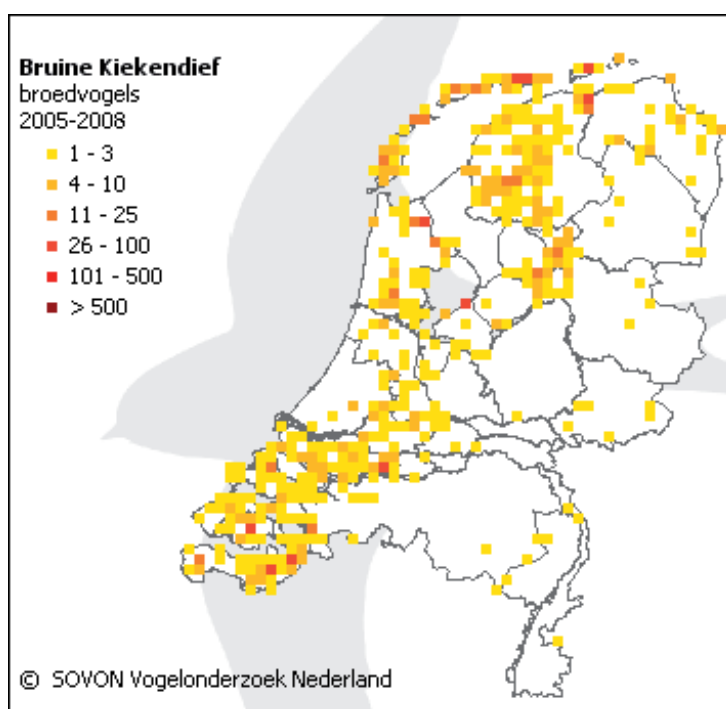 Bruine Kiekendief
broedvogels
2005-2008
1 - 3
4 - 10
11 - 25
26 - 100
101 - 500
> 500
© SOVON Vogelonderzoek Nederland